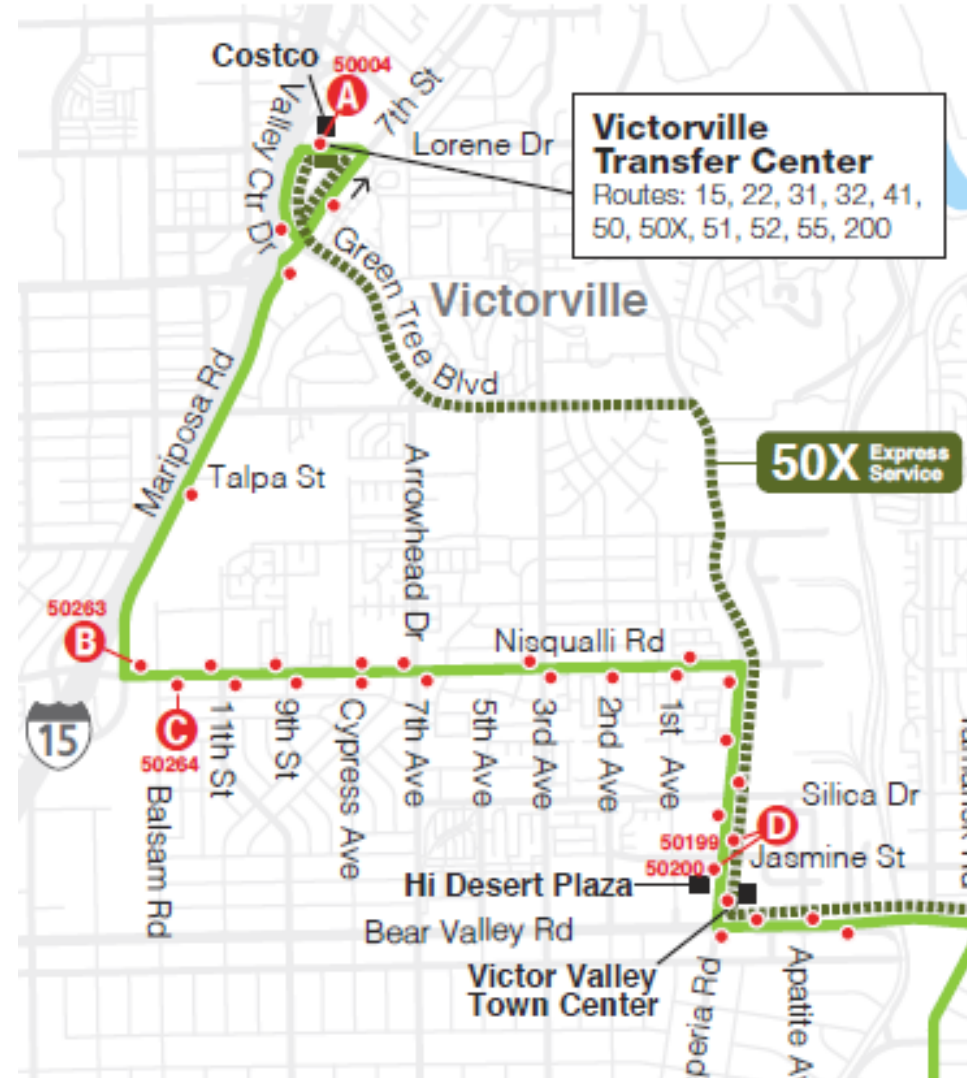 Costco
50004
A
7th St
Valley Ctr Dr
Lorene Dr
Victorville
Transfer Center
Routes: 15, 22, 31, 32, 41,
50, 50X, 51, 52, 55, 200
Green Tree Blvd
Victorville
Mariposa Rd
50X Express
Service
Talpa St
Arrowhead Dr
50263
B
Nisqualli Rd
15
C
50264
Balsam Rd
11th St
9th St
Cypress Ave
7th Ave
5th Ave
3rd Ave
2nd Ave
1st Ave
Silica Dr
D
50199
50200
Jasmine St
Hi Desert Plaza
Bear Valley Rd
Victor Valley
Town Center
peria Rd
Apatite A